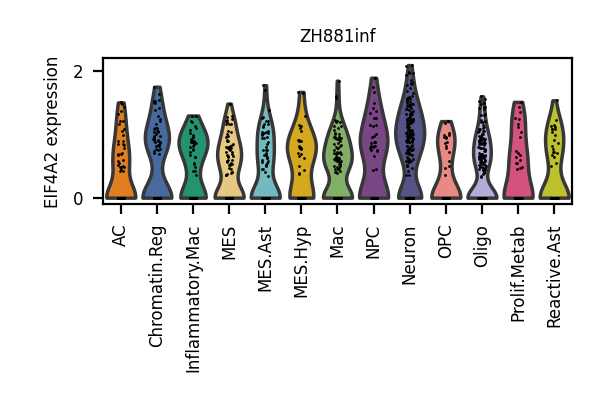 ZH881inf
EIF4A2 expression
2
0
AC
Chromatin.Reg
Inflammatory.Mac
MES
MES.Ast
MES.Hyp
Mac
NPC
Neuron
OPC
Oligo
Prolif.Metab
Reactive.Ast